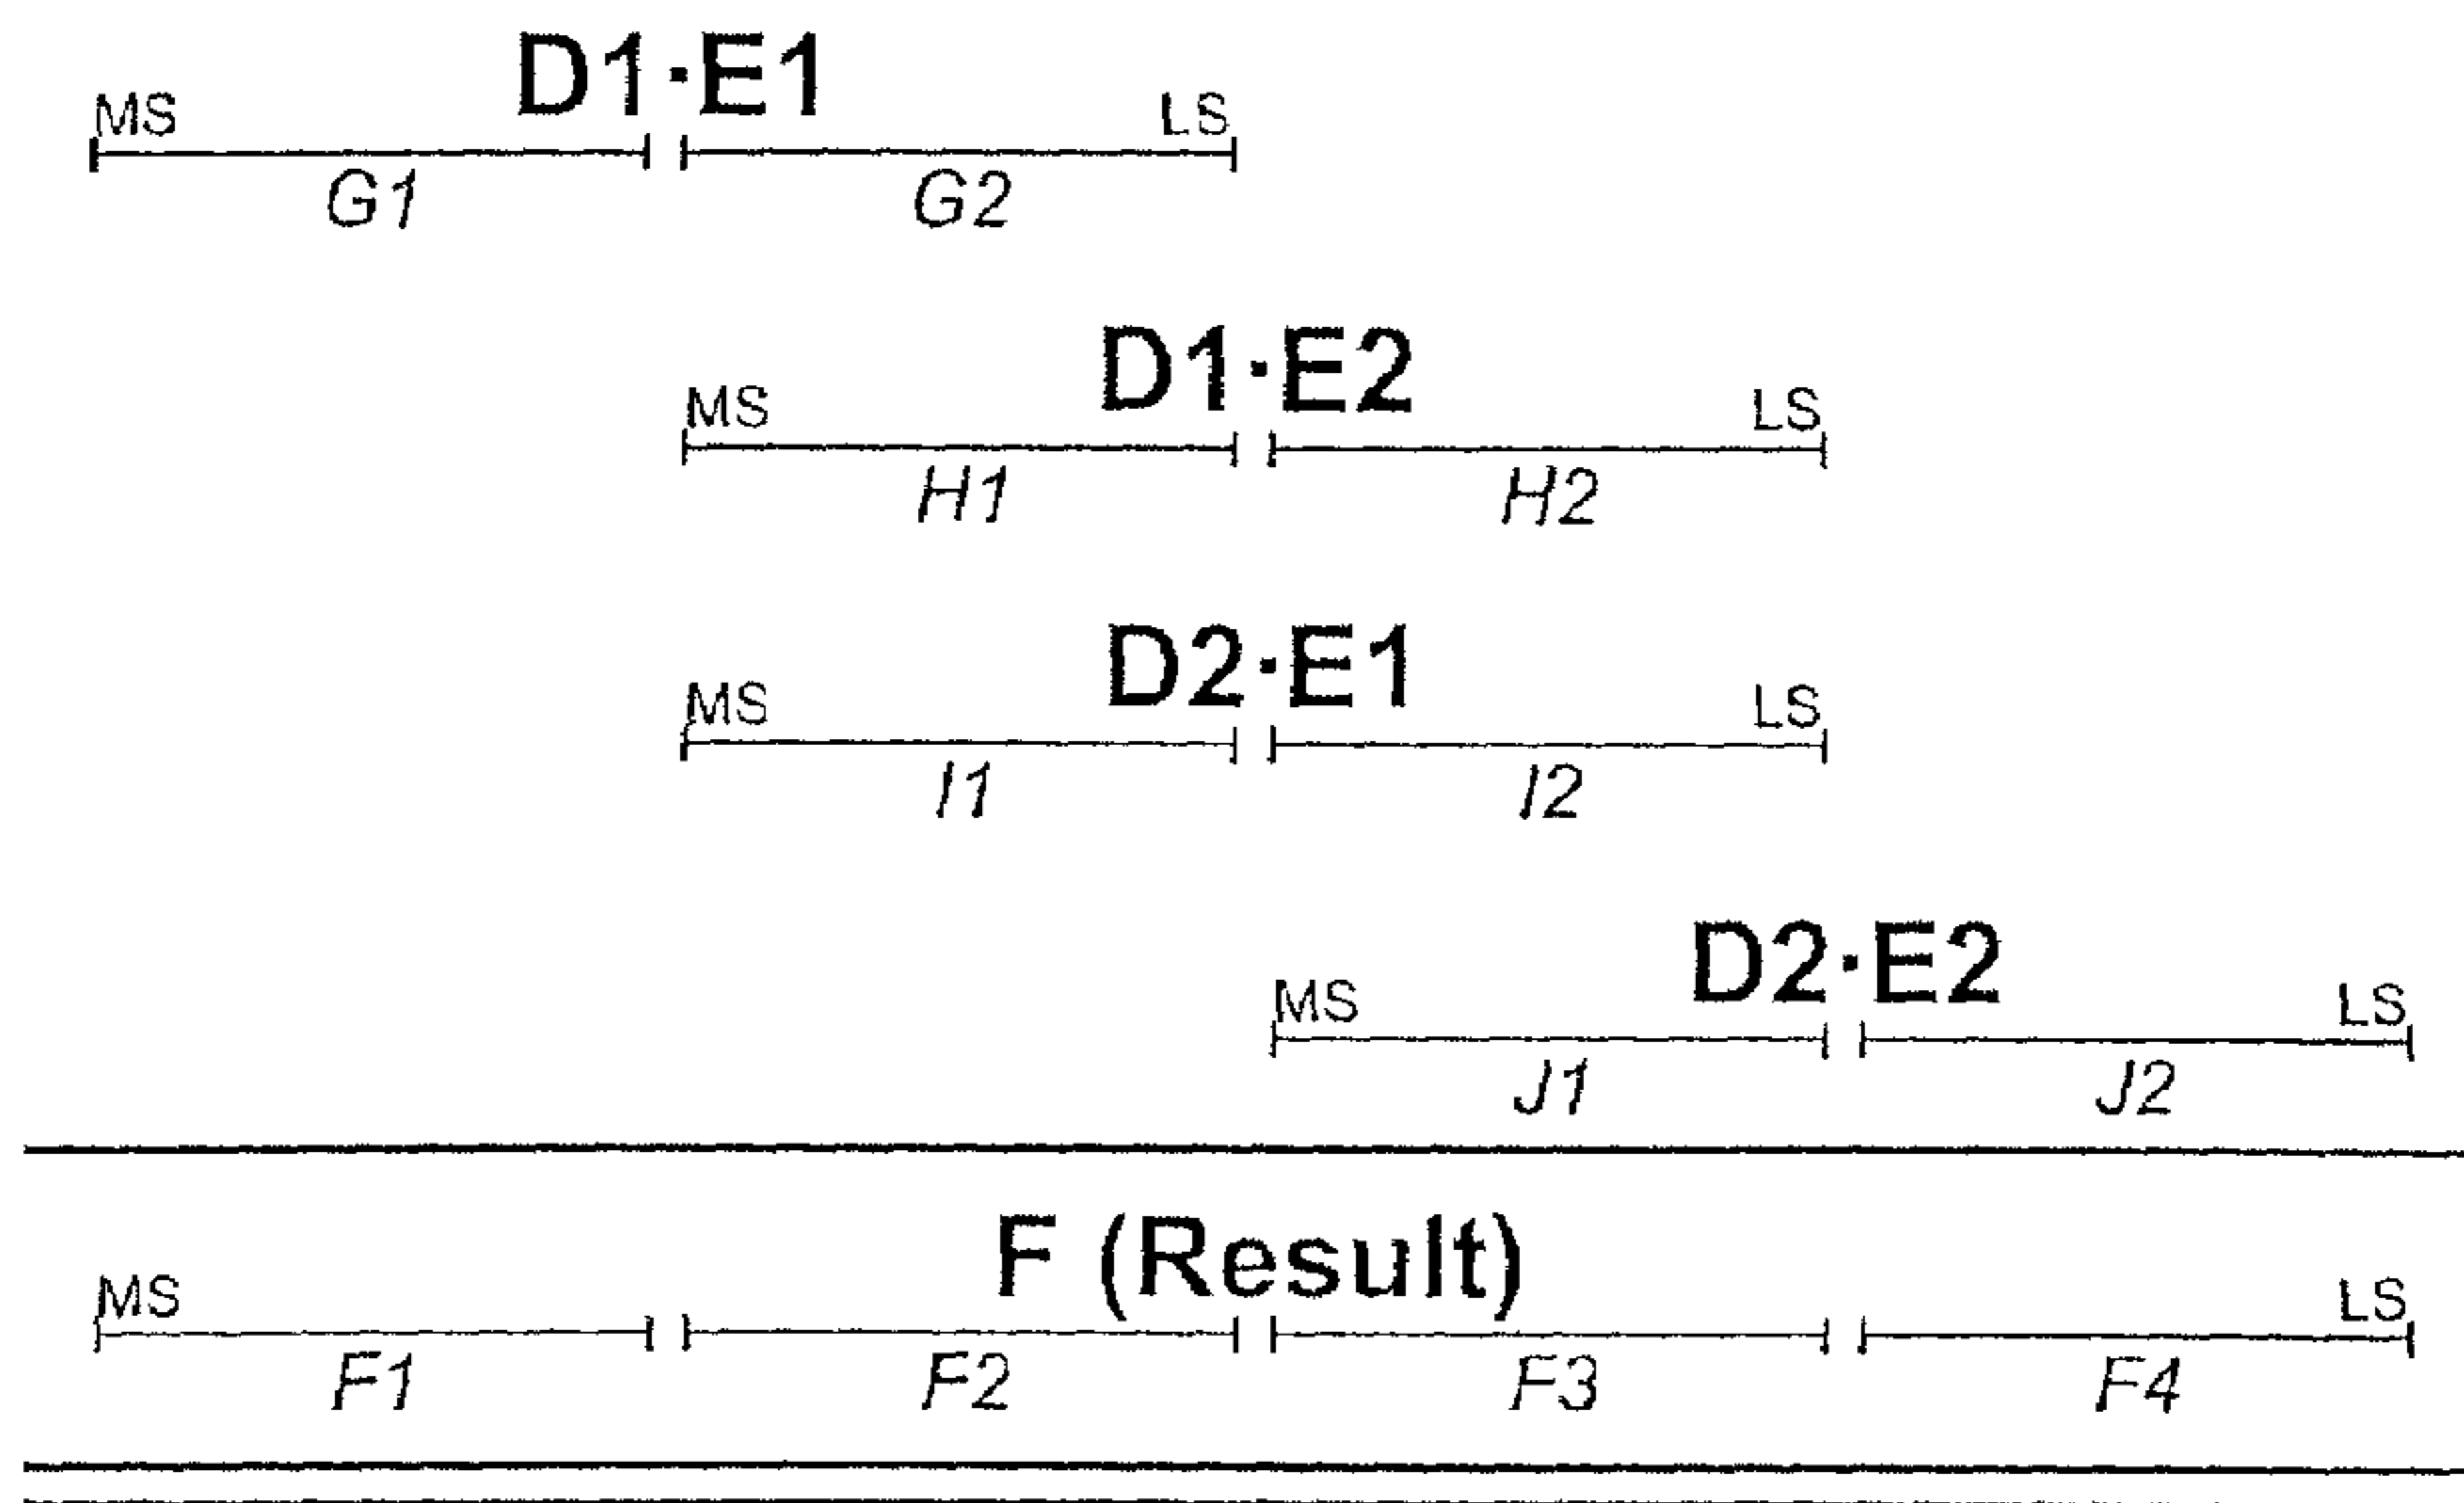 D1·E1
MS LS
G1 G2
D1·E2
MS LS
H1 H2
D2·E1
MS LS
I1 I2
D2·E2
MS LS
J1 J2
F (Result)
MS LS
F1 F2 F3 F4